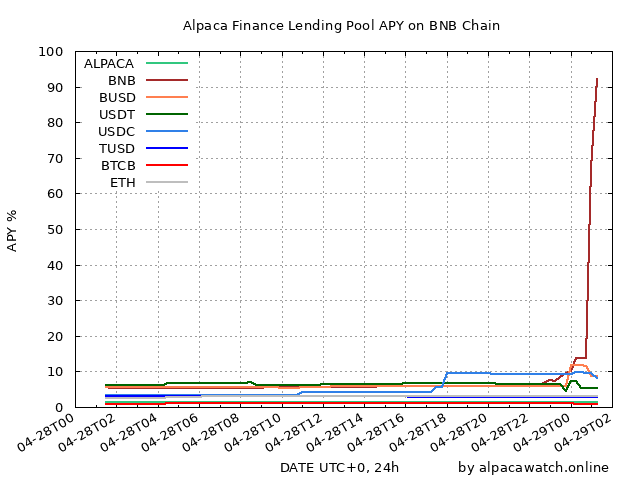 Alpaca Finance Lending Pool APY on BNB Chain
APY %
100
90
80
70
60
50
40
30
20
10
0
ALPACA
BNB
BUSD
USDT
USDC
TUSD
BTCB
ETH
04-28T00
04-28T02
04-28T04
04-28T06
04-28T08
04-28T10
04-28T12
04-28T14
04-28T16
04-28T18
04-28T20
04-28T22
04-29T00
04-29T02
DATE UTC+0, 24h
by alpacawatch.online